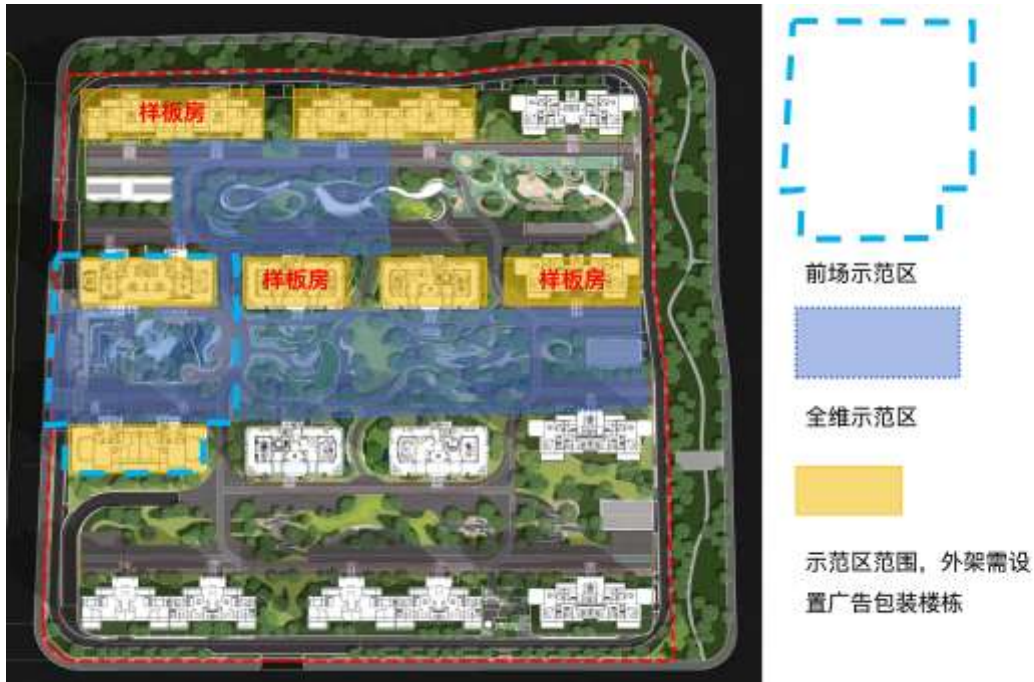 样板房
样板房
样板房
前场示范区
全维示范区
示范区范围，外架需设
置广告包装楼栋